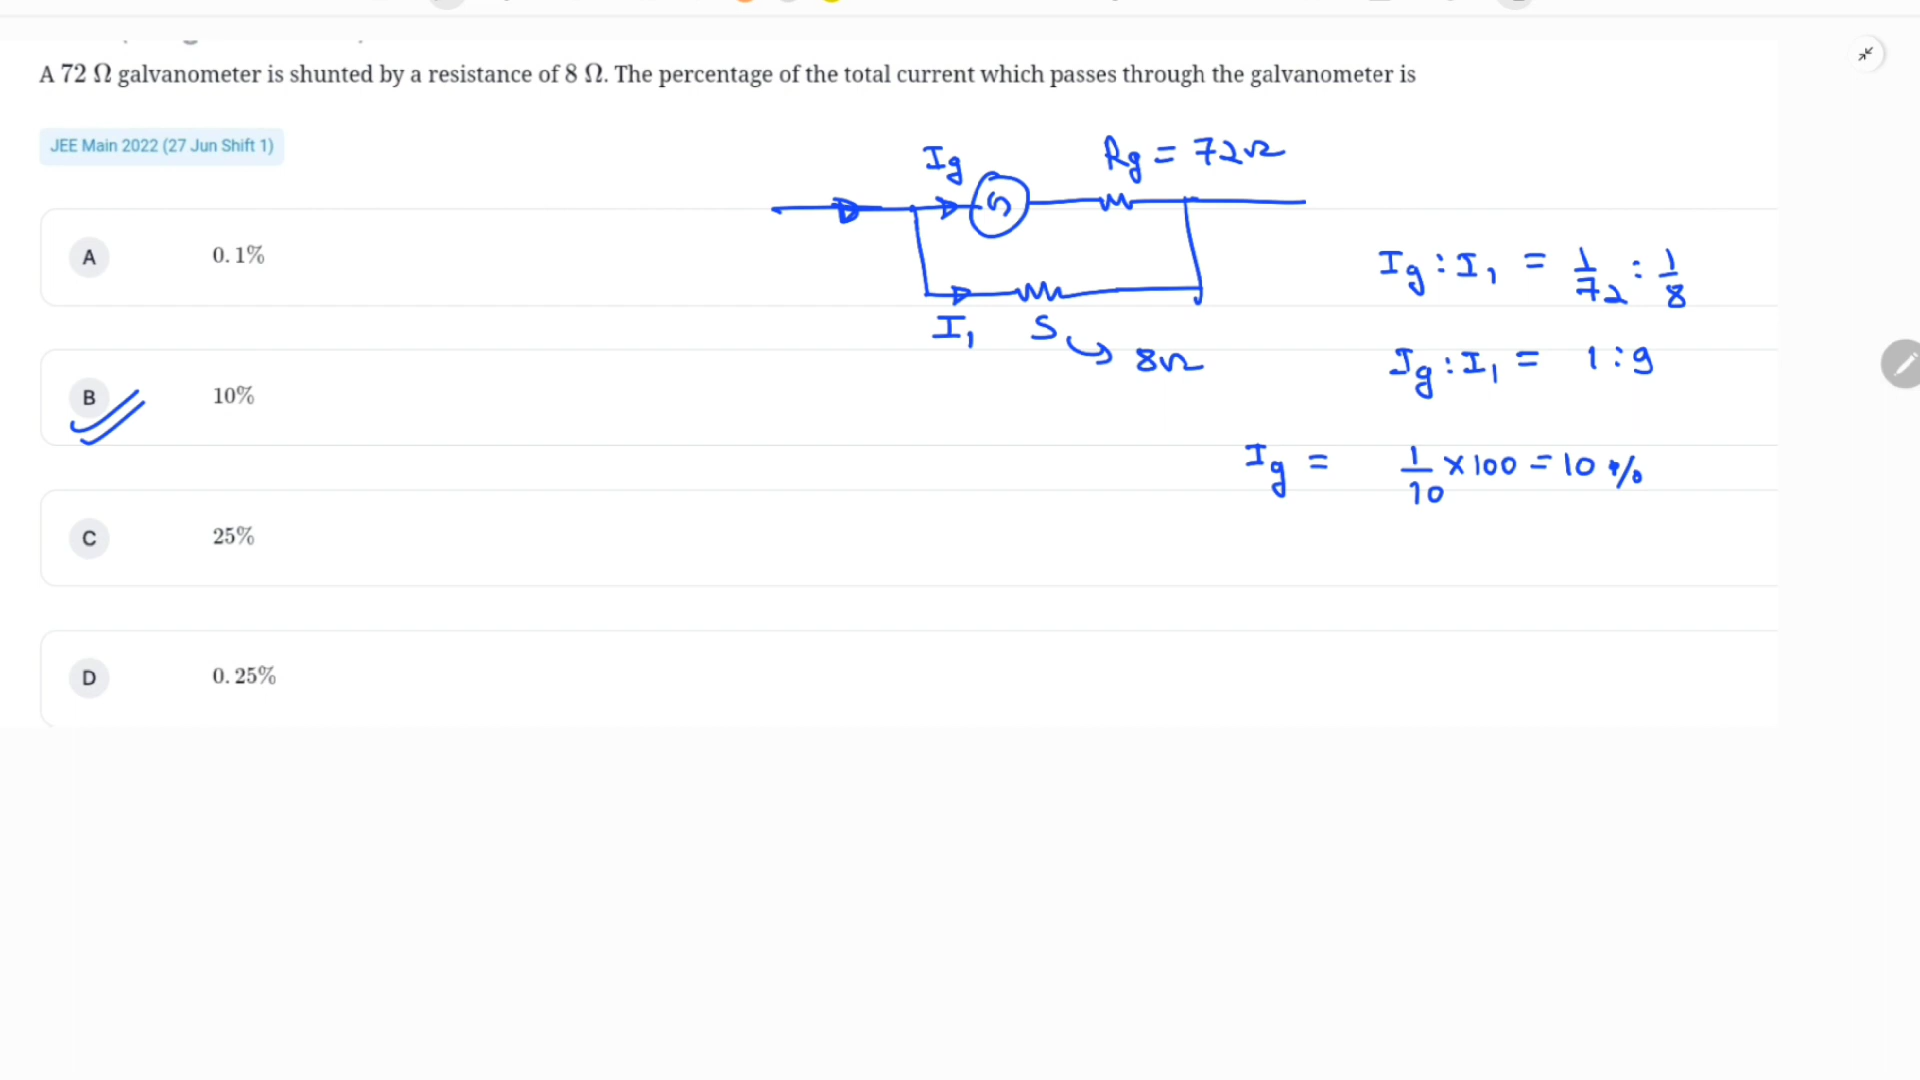 A 72 Ω galvanometer is shunted by a resistance of 8 Ω. The percentage of the total current which passes through the galvanometer is
JEE Main 2022 (27 Jun Shift 1)
Ig
Rg = 72Ω
G
A 0.1%
I₁ S 8Ω
Ig : I₁ = 1/72 : 1/8
Ig : I₁ = 1 : 9
B 10%
Ig = 1/10 × 100 = 10 %
C 25%
D 0.25%